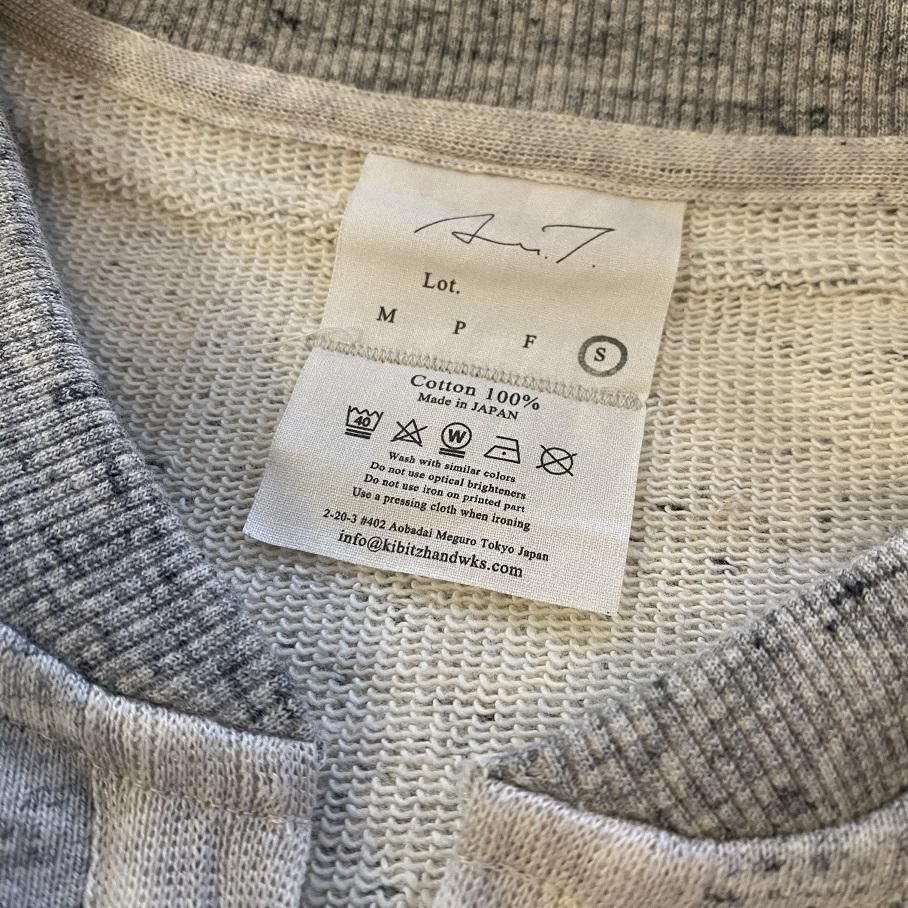 Lot.
M P F S
Cotton 100%
Made in JAPAN
40 W
Wash with similar colors
Do not use optical brighteners
Do not use iron on printed part
Use a pressing cloth when ironing
2-20-3 #402 Aobadai Meguro Tokyo Japan
info@kibitzhandwks.com